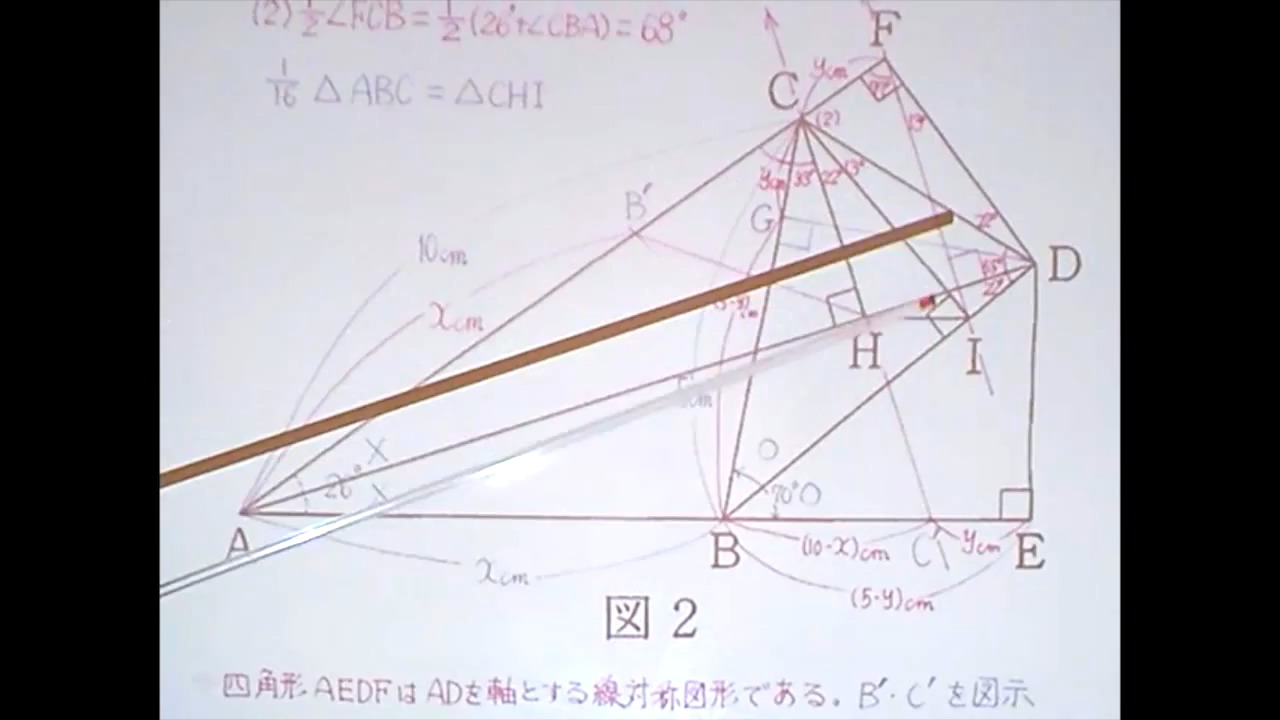 (2) 1/2∠FCB=1/2(26°+∠CBA)=68°
1/16 △ABC=△CHI
F
ycm
C
(2)
19°
ycm
33°
22°
13°
B'
G
10cm
xcm
D
H
I
cm
26°
X
O
70°
O
A
B
(10-x)cm
C'
ycm
E
xcm
(5-y)cm
図 2
四角形AEDFはADを軸とする線対称図形である。B'・C'を図示